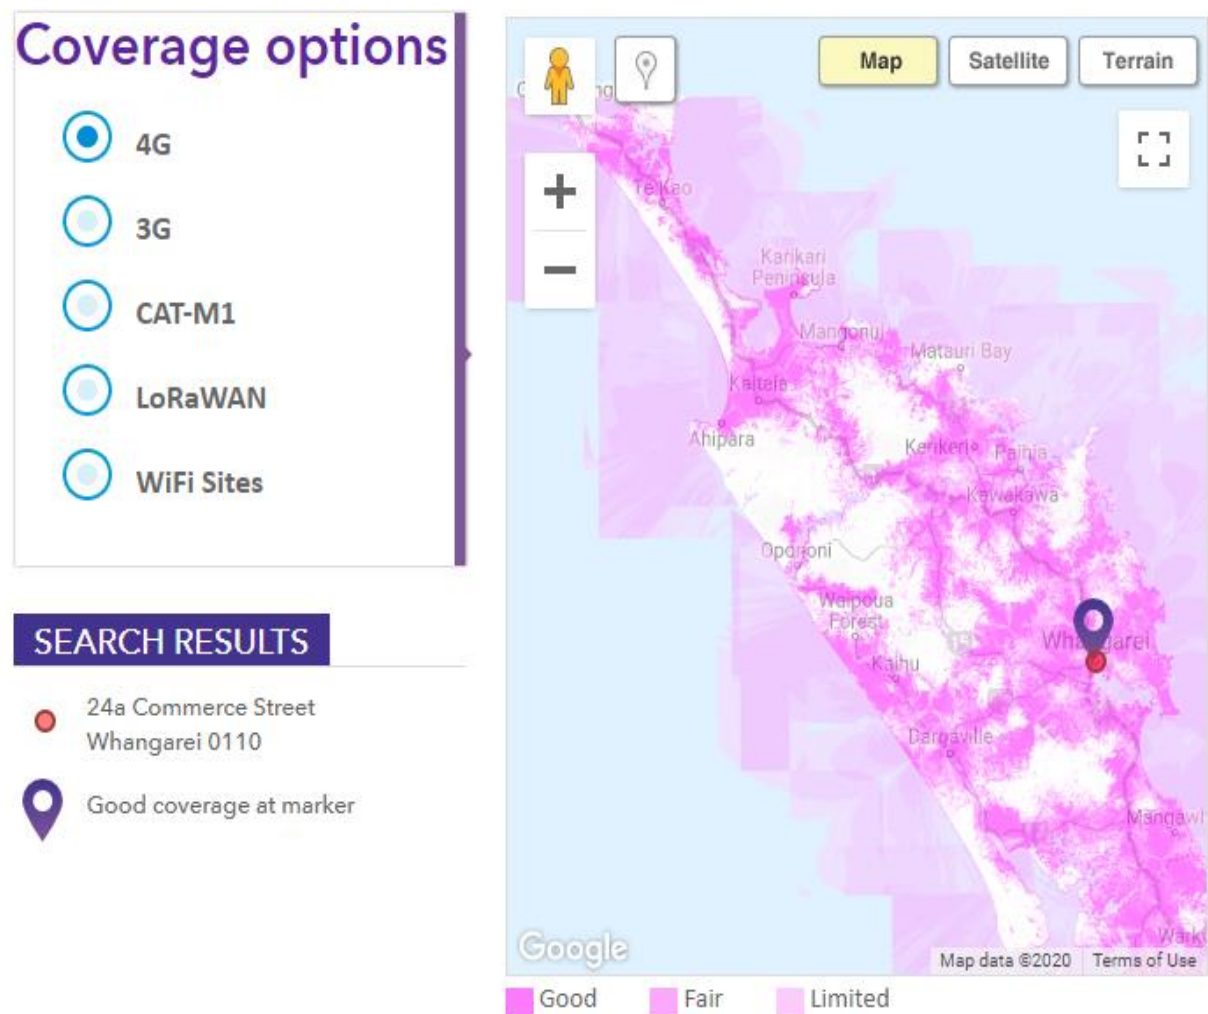 Coverage options
4G
3G
CAT-M1
LoRaWAN
WiFi Sites
SEARCH RESULTS
24a Commerce Street
Whangarei 0110
Good coverage at marker
Map
Satellite
Terrain
Te Kao
Karikari
Peninsula
Mangonui
Matauri Bay
Kaitaia
Ahipara
Kerikeri
Paihia
Kawakawa
Opononi
Waipoua
Forest
Whangarei
Kaihu
Dargaville
Google
Map data ©2020
Terms of Use
Good
Fair
Limited